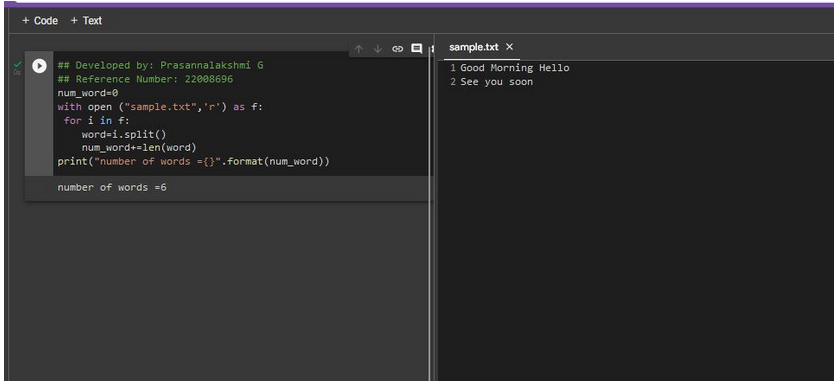 + Code + Text
## Developed by: Prasannalakshmi G
## Reference Number: 22008696
num_word=0
with open ("sample.txt",'r') as f:
 for i in f:
    word=i.split()
    num_word+=len(word)
print("number of words ={}".format(num_word))
number of words =6
sample.txt ×
1 Good Morning Hello
2 See you soon